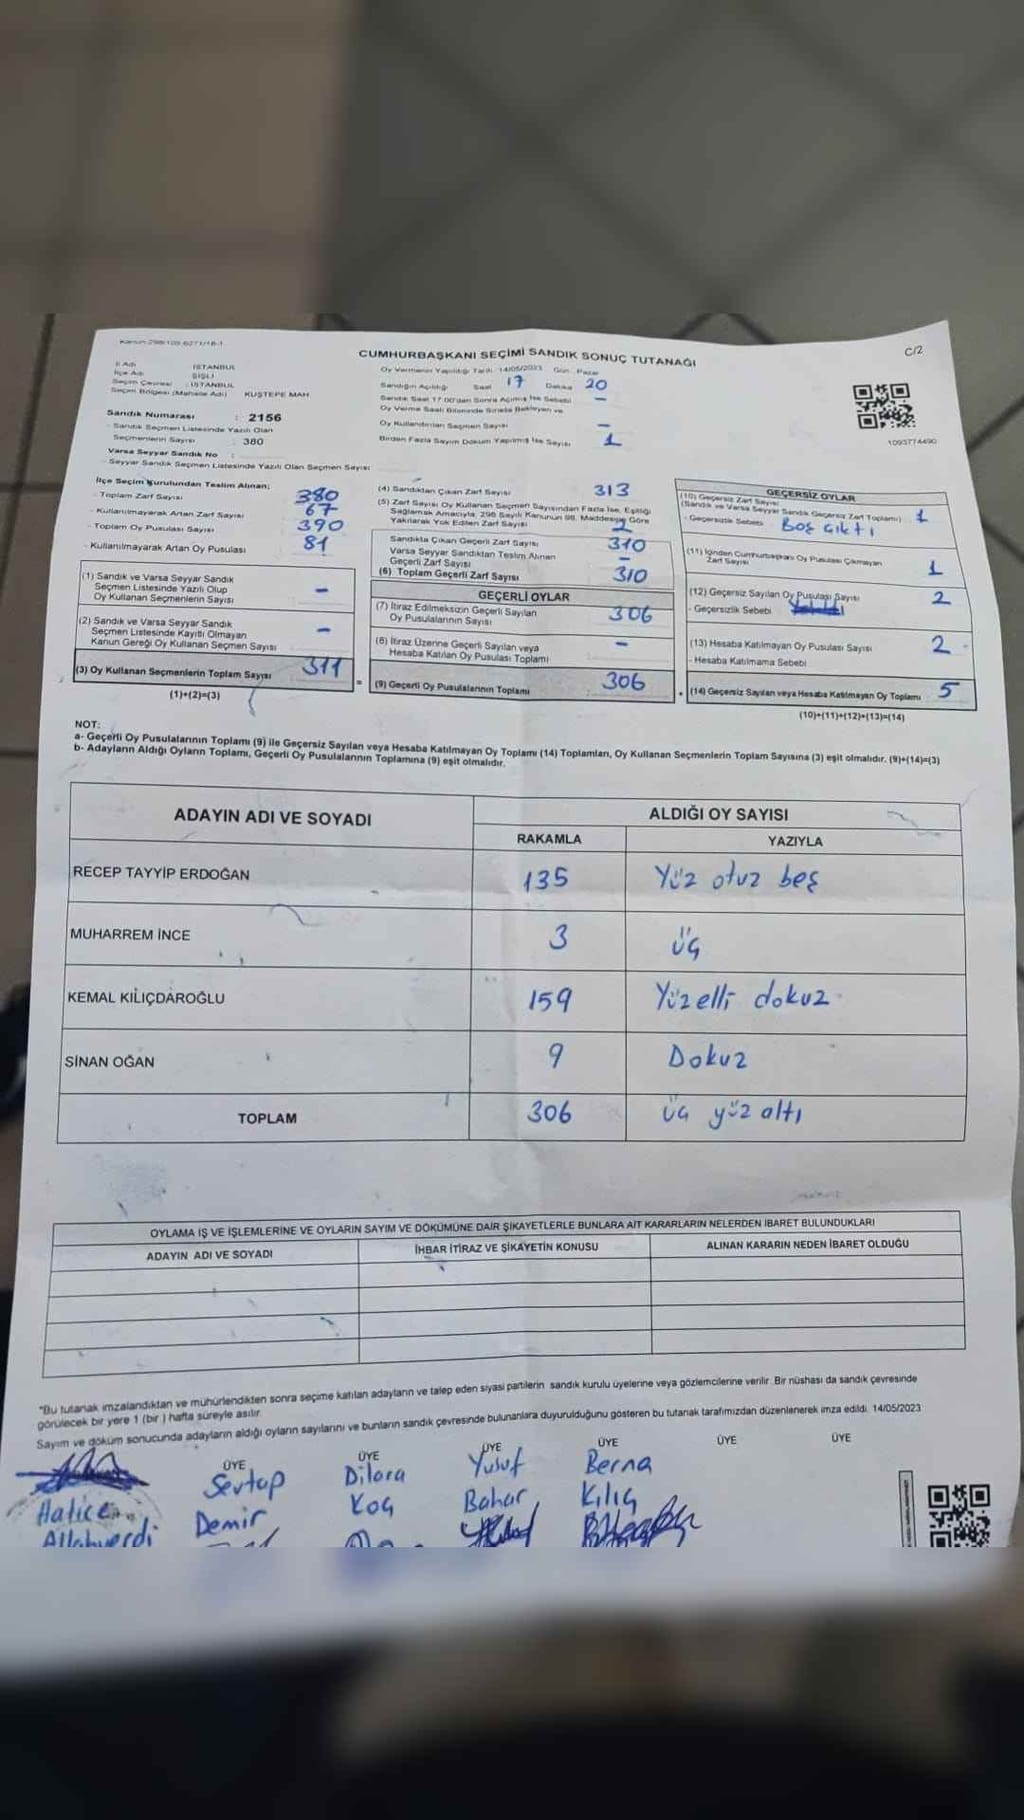 Kanun 298/105-6271/18-1
C/2
CUMHURBAŞKANI SEÇİMİ SANDIK SONUÇ TUTANAĞI
İl Adı İSTANBUL
İlçe Adı ŞİŞLİ
Seçim Çevresi : İSTANBUL
Seçim Bölgesi (Mahalle Adı) KUŞTEPE MAH
Sandık Numarası : 2156
- Sandık Seçmen Listesinde Yazılı Olan
Seçmenlerin Sayısı : 380
Varsa Seyyar Sandık No :
- Seyyar Sandık Seçmen Listesinde Yazılı Olan Seçmen Sayısı
Oy Vermenin Yapıldığı Tarih 14/05/2023 Gün Pazar
Sandığın Açıldığı Saat 17 Dakika 20
Sandık Saat 17:00'dan Sonra Açılmış İse Sebebi –
Oy Verme Saati Bitiminde Sırada Bekleyen ve
Oy Kullandırılan Seçmen Sayısı –
Birden Fazla Sayım Döküm Yapılmış İse Sayısı 1
1093774490
İlçe Seçim Kurulundan Teslim Alınan;
- Toplam Zarf Sayısı 380
- Kullanılmayarak Artan Zarf Sayısı 67
- Toplam Oy Pusulası Sayısı 390
- Kullanılmayarak Artan Oy Pusulası 81
(1) Sandık ve Varsa Seyyar Sandık
Seçmen Listesinde Yazılı Olup
Oy Kullanan Seçmenlerin Sayısı –
(2) Sandık ve Varsa Seyyar Sandık
Seçmen Listesinde Kayıtlı Olmayan
Kanun Gereği Oy Kullanan Seçmen Sayısı –
(3) Oy Kullanan Seçmenlerin Toplam Sayısı 311
(1)+(2)=(3)
(4) Sandıktan Çıkan Zarf Sayısı 313
(5) Zarf Sayısı Oy Kullanan Seçmen Sayısından Fazla İse, Eşitliği
Sağlamak Amacıyla, 298 Sayılı Kanunun 98. Maddesine Göre
Yakılarak Yok Edilen Zarf Sayısı 2
Sandıkta Çıkan Geçerli Zarf Sayısı 310
Varsa Seyyar Sandıktan Teslim Alınan
Geçerli Zarf Sayısı –
(6) Toplam Geçerli Zarf Sayısı 310
GEÇERLİ OYLAR
(7) İtiraz Edilmeksizin Geçerli Sayılan
Oy Pusulalarının Sayısı 306
(8) İtiraz Üzerine Geçerli Sayılan veya
Hesaba Katılan Oy Pusulası Toplamı –
(9) Geçerli Oy Pusulalarının Toplamı 306
GEÇERSİZ OYLAR
(10) Geçersiz Zarf Sayısı
(Sandık ve Varsa Seyyar Sandık Geçersiz Zarf Toplamı) 1
- Geçersizlik Sebebi Boş çıktı
(11) İçinden Cumhurbaşkanı Oy Pusulası Çıkmayan
Zarf Sayısı 1
(12) Geçersiz Sayılan Oy Pusulası Sayısı 2
- Geçersizlik Sebebi
(13) Hesaba Katılmayan Oy Pusulası Sayısı 2
- Hesaba Katılmama Sebebi
(14) Geçersiz Sayılan veya Hesaba Katılmayan Oy Toplamı 5
(10)+(11)+(12)+(13)=(14)
NOT:
a- Geçerli Oy Pusulalarının Toplamı (9) ile Geçersiz Sayılan veya Hesaba Katılmayan Oy Toplamı (14) Toplamları, Oy Kullanan Seçmenlerin Toplam Sayısına (3) eşit olmalıdır. (9)+(14)=(3)
b- Adayların Aldığı Oyların Toplamı, Geçerli Oy Pusulalarının Toplamına (9) eşit olmalıdır.
ADAYIN ADI VE SOYADI ALDIĞI OY SAYISI
RAKAMLA YAZIYLA
RECEP TAYYİP ERDOĞAN 135 Yüz otuz beş
MUHARREM İNCE 3 üç
KEMAL KILIÇDAROĞLU 159 Yüzelli dokuz
SİNAN OĞAN 9 Dokuz
TOPLAM 306 üç yüz altı
OYLAMA İŞ VE İŞLEMLERİNE VE OYLARIN SAYIM VE DÖKÜMÜNE DAİR ŞİKAYETLERLE BUNLARA AİT KARARLARIN NELERDEN İBARET BULUNDUKLARI
ADAYIN ADI VE SOYADI İHBAR İTİRAZ VE ŞİKAYETİN KONUSU ALINAN KARARIN NEDEN İBARET OLDUĞU
"Bu tutanak imzalandıktan ve mühürlendikten sonra seçime katılan adayların ve talep eden siyasi partilerin sandık kurulu üyelerine veya gözlemcilerine verilir. Bir nüshası da sandık çevresinde
görülecek bir yere 1 (bir) hafta süreyle asılır.
Sayım ve döküm sonucunda adayların aldığı oyların sayılarını ve bunların sandık çevresinde bulunanlara duyurulduğunu gösteren bu tutanak tarafımızdan düzenlenerek imza edildi. 14/05/2023
ÜYE ÜYE ÜYE ÜYE ÜYE ÜYE
Hatice Allahverdi
Sevtap Demir
Dilara Koç
Yusuf Bahar
Berna Kılıç